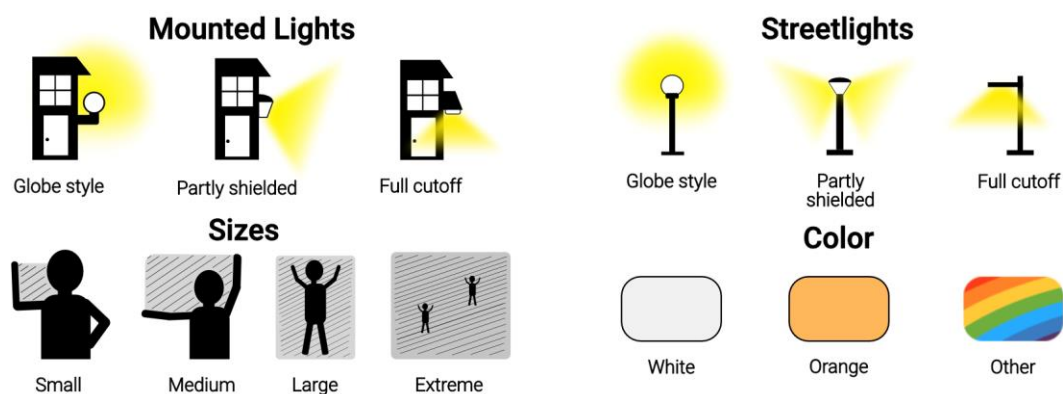 Mounted Lights
Globe style
Partly shielded
Full cutoff
Streetlights
Globe style
Partly
shielded
Full cutoff
Sizes
Small
Medium
Large
Extreme
Color
White
Orange
Other